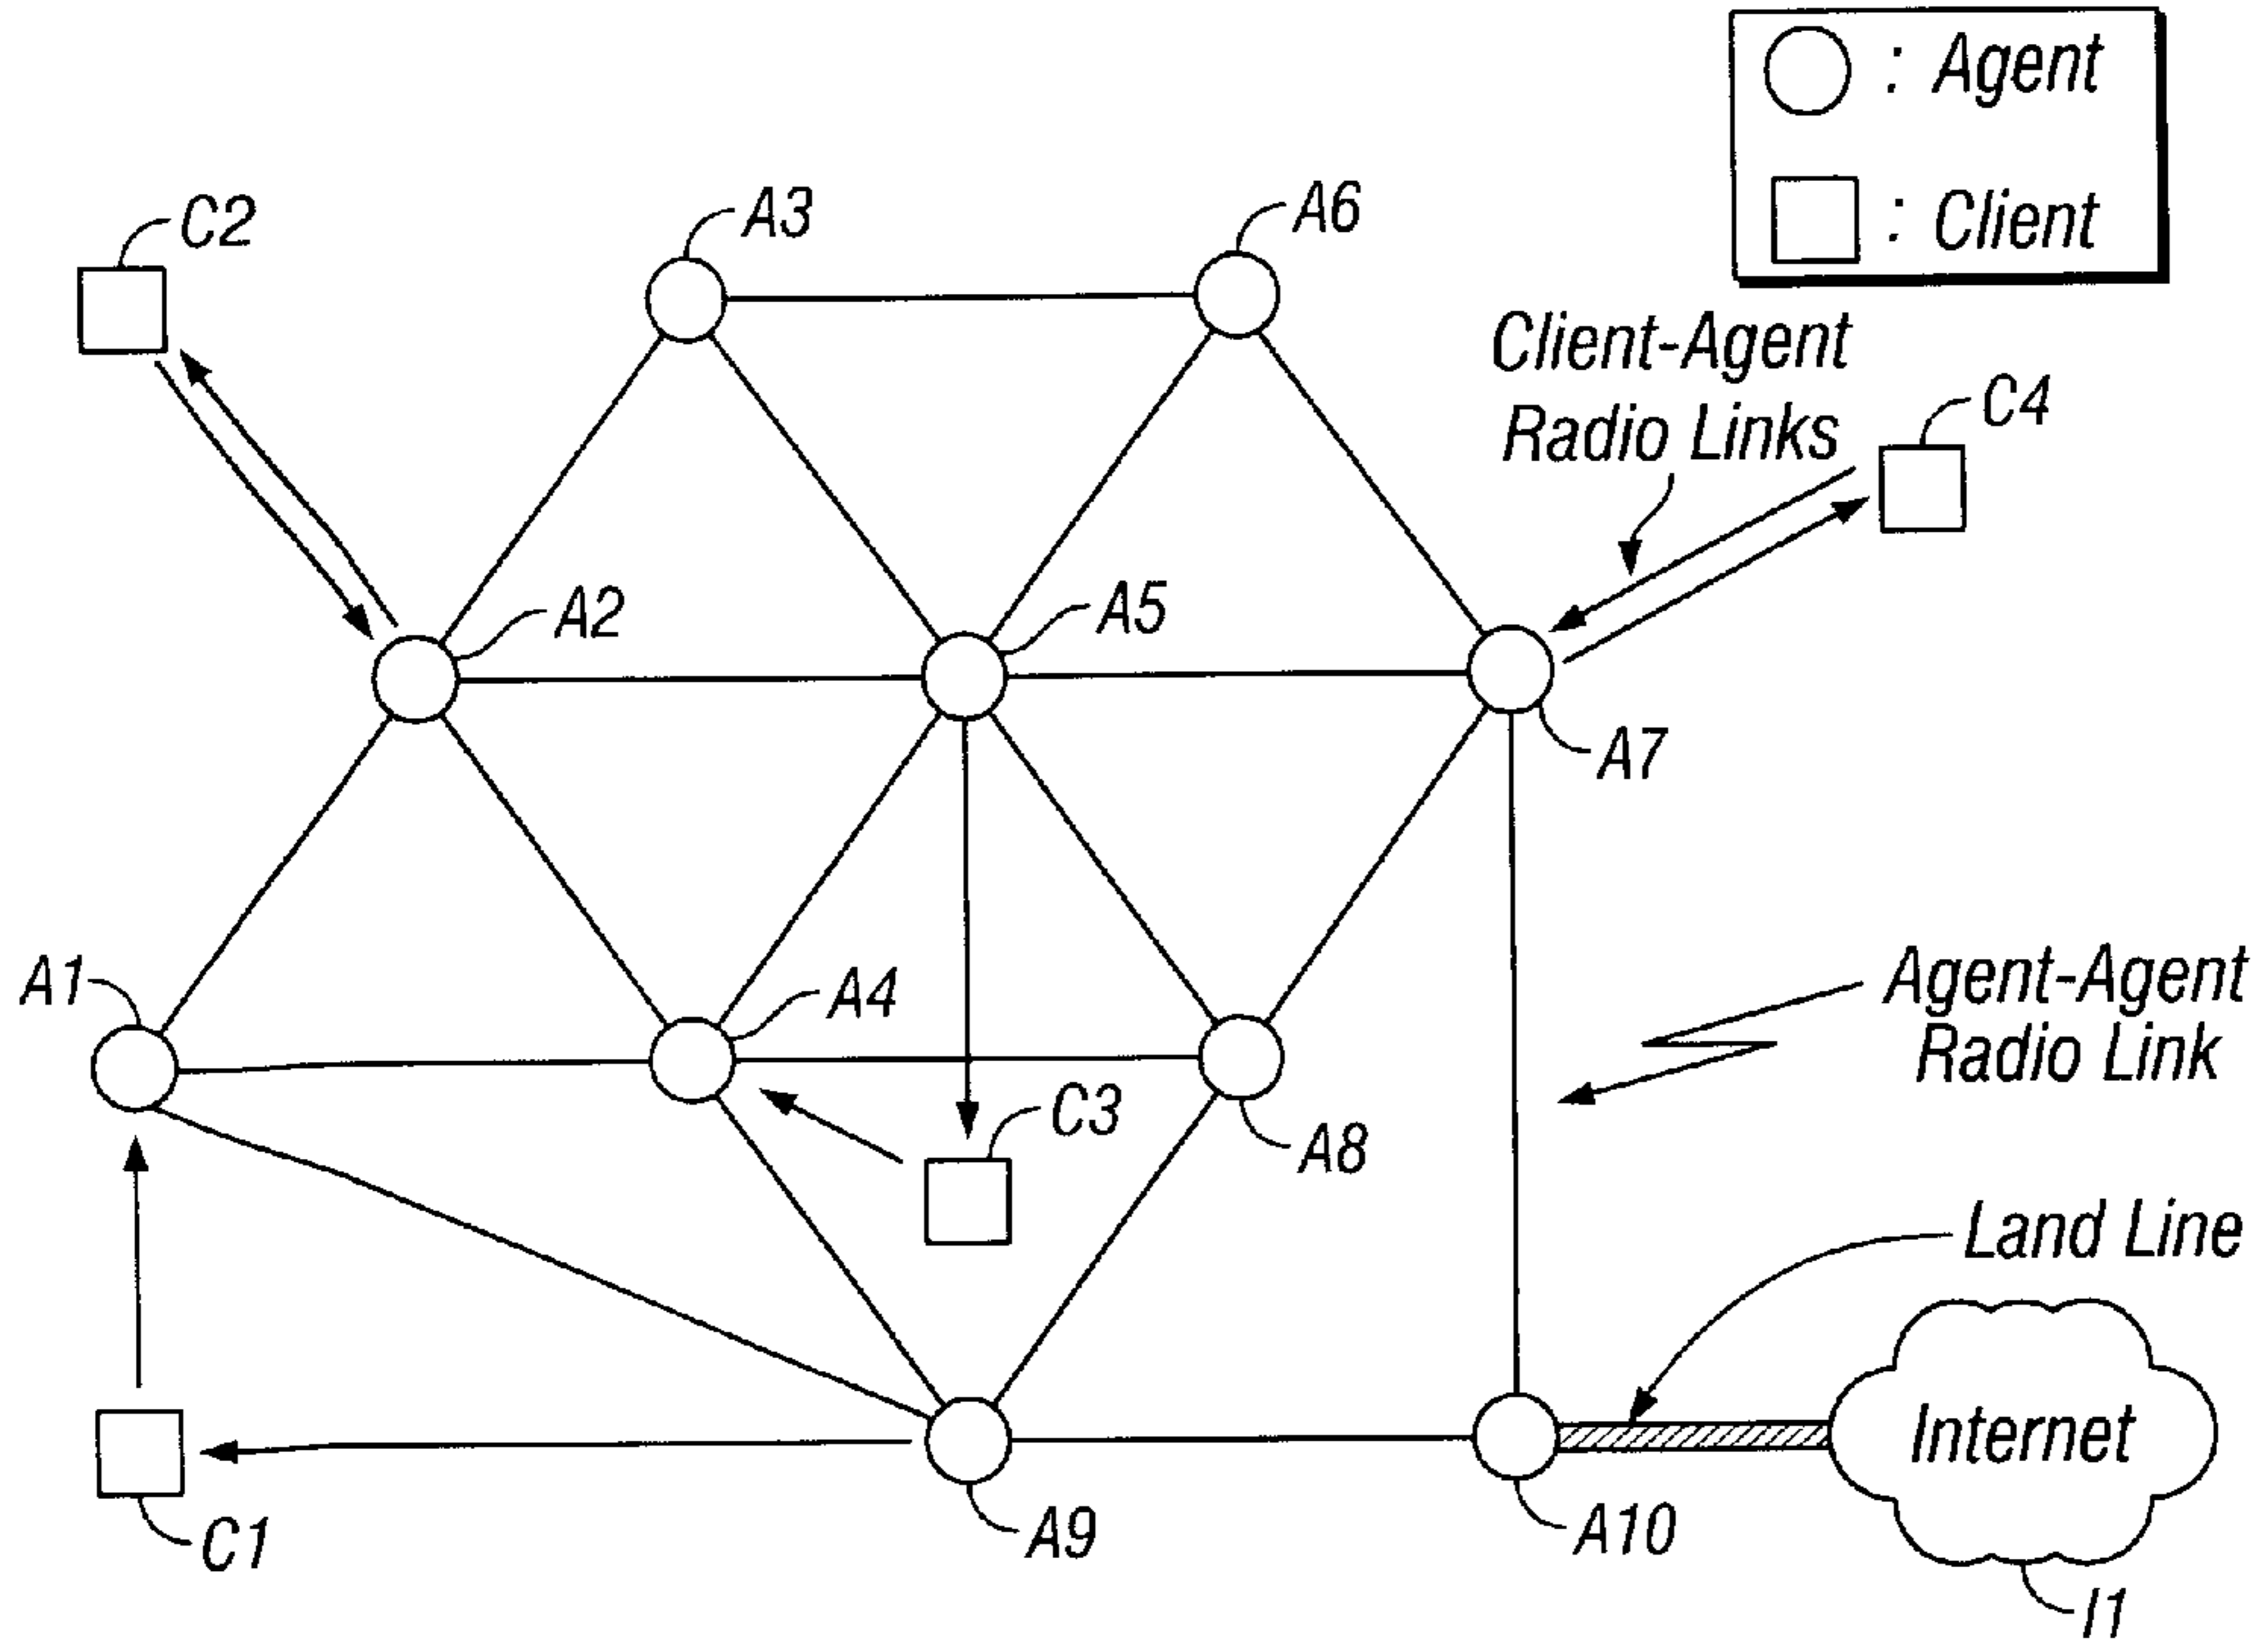 : Agent
: Client
C2
A3
A6
Client-Agent
Radio Links
C4
A2
A5
A7
A1
A4
Agent-Agent
Radio Link
C3
A8
Land Line
Internet
C1
A9
A10
I1